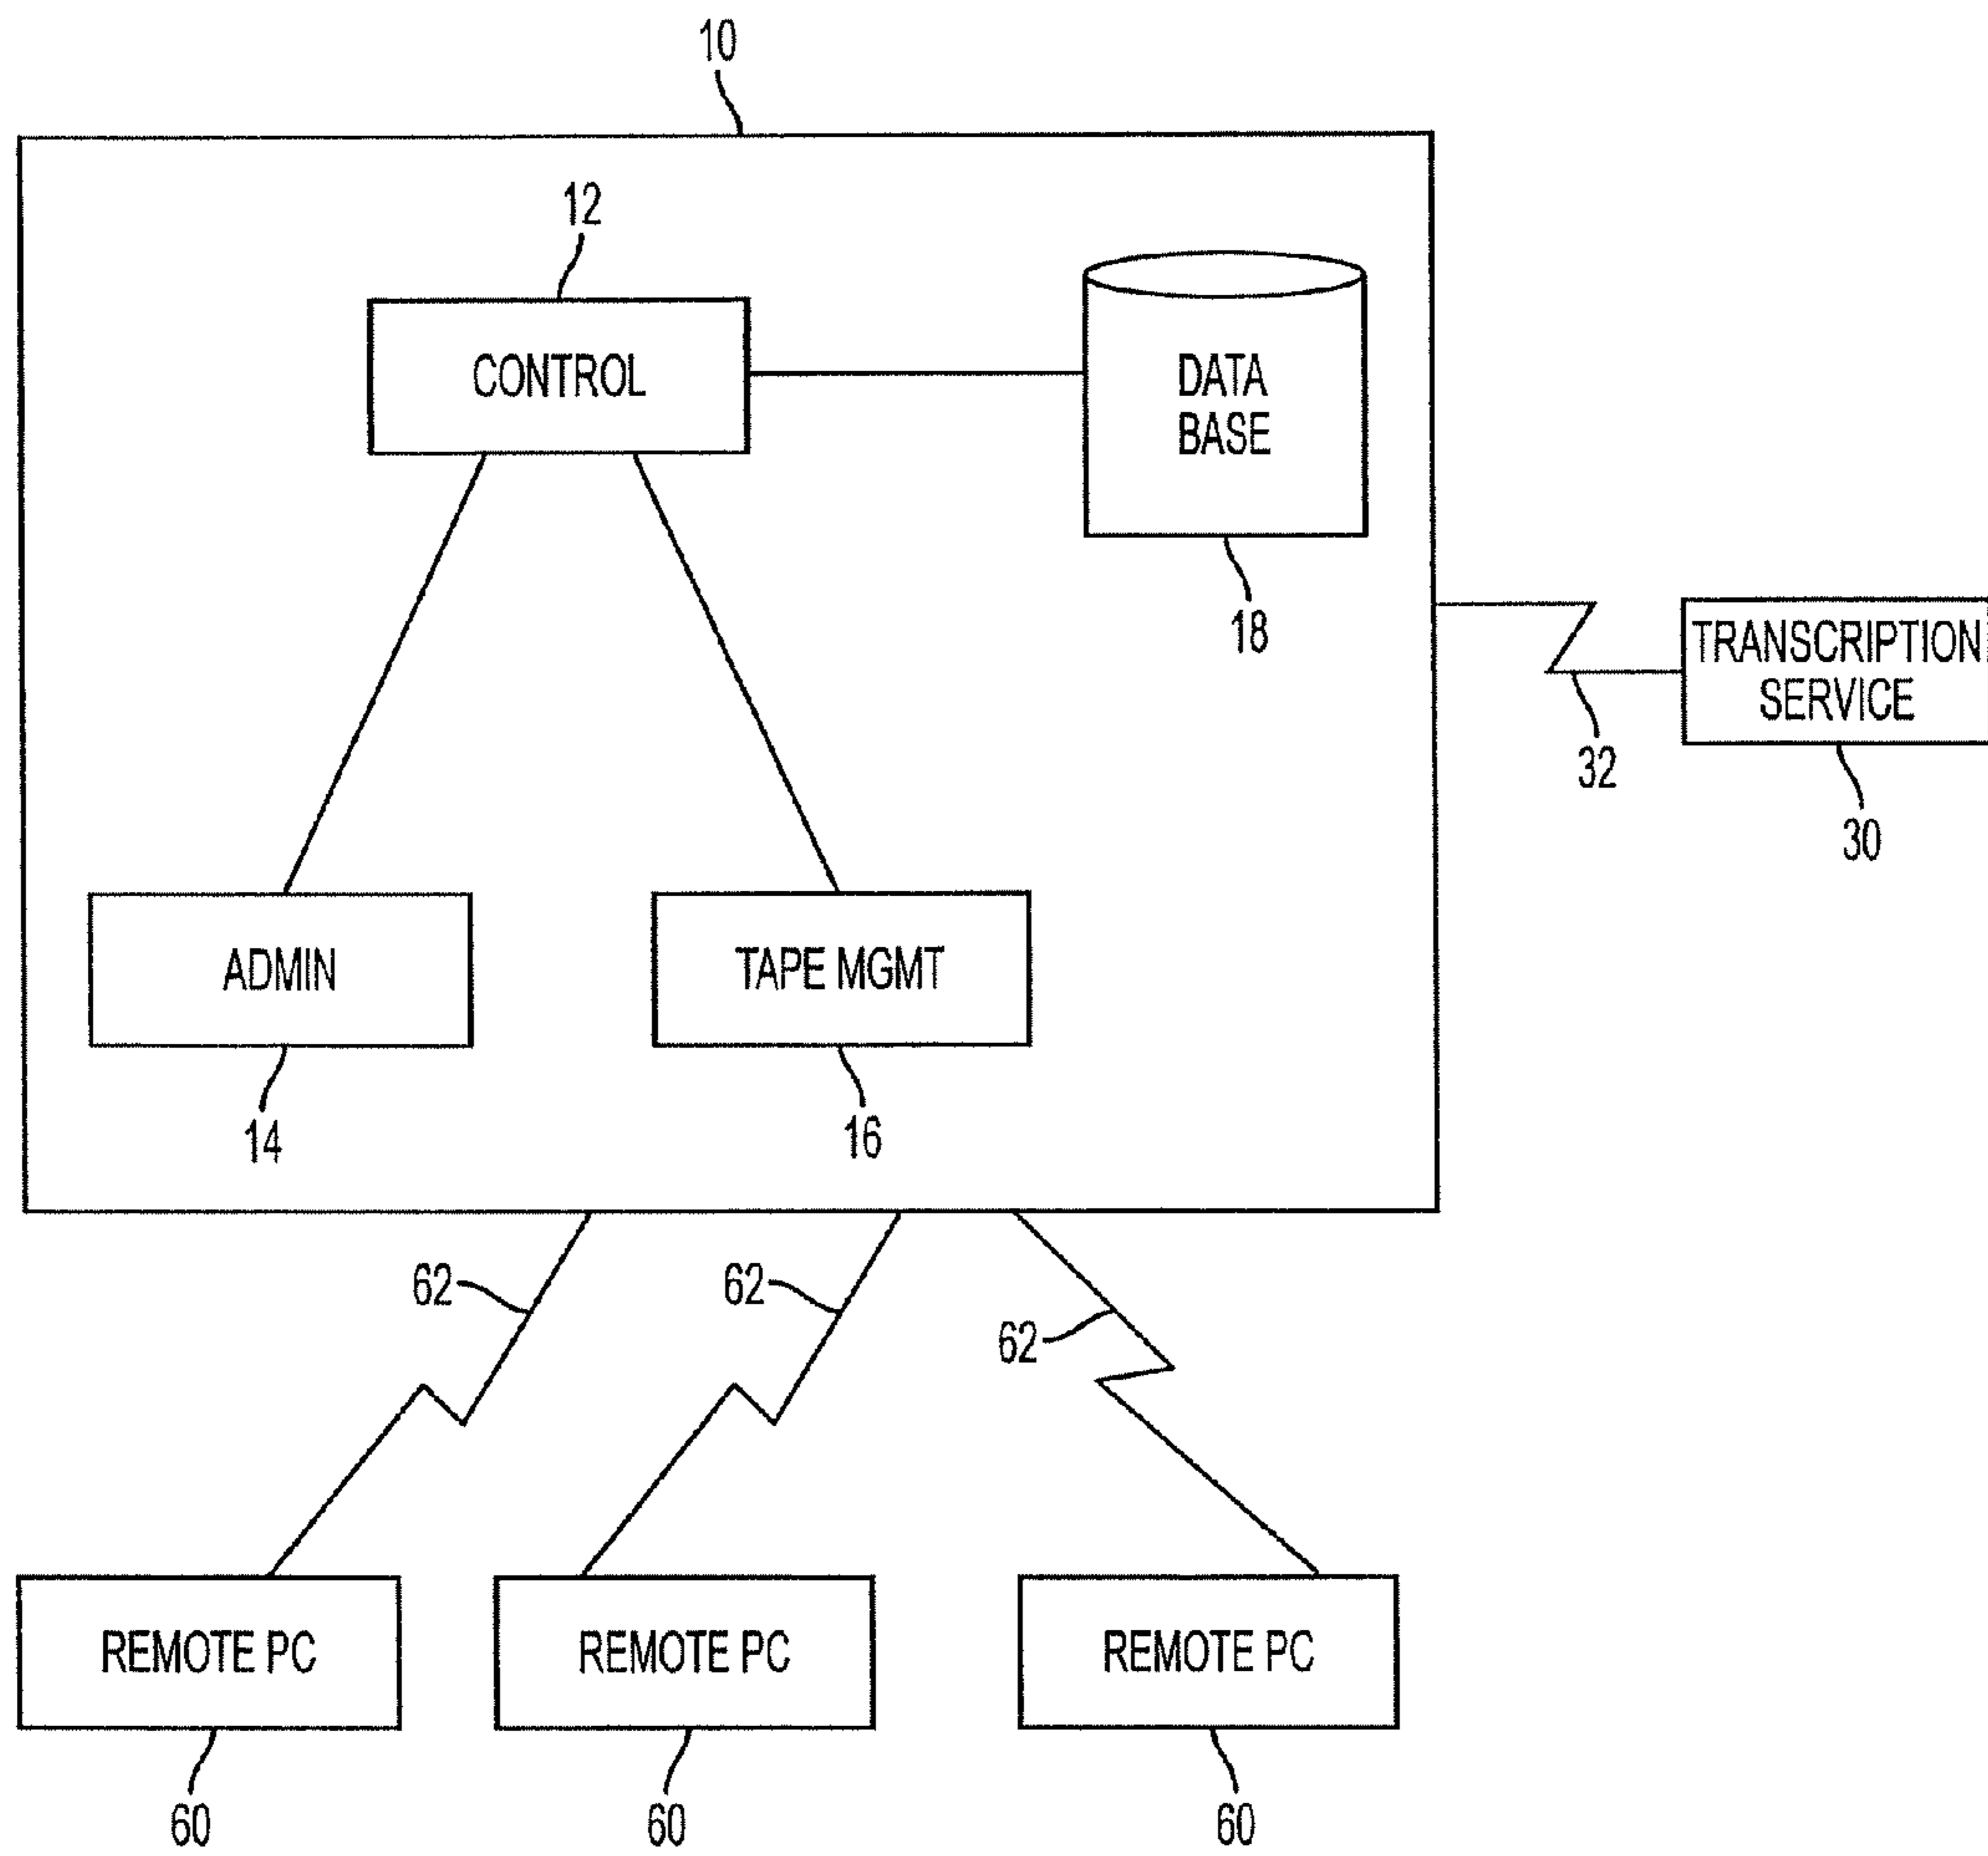 10
12
CONTROL
DATA
BASE
18
TRANSCRIPTION
SERVICE
32
30
ADMIN
TAPE MGMT
14
16
62
62
62
REMOTE PC
REMOTE PC
REMOTE PC
60
60
60